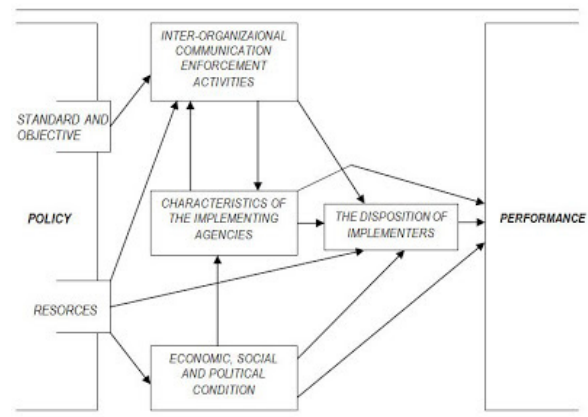 INTER-ORGANIZAIONAL
COMMUNICATION
ENFORCEMENT
ACTIVITIES
STANDARD AND
OBJECTIVE
POLICY
CHARACTERISTICS OF
THE IMPLEMENTING
AGENCIES
THE DISPOSITION OF
IMPLEMENTERS
PERFORMANCE
RESORCES
ECONOMIC, SOCIAL
AND POLITICAL
CONDITION